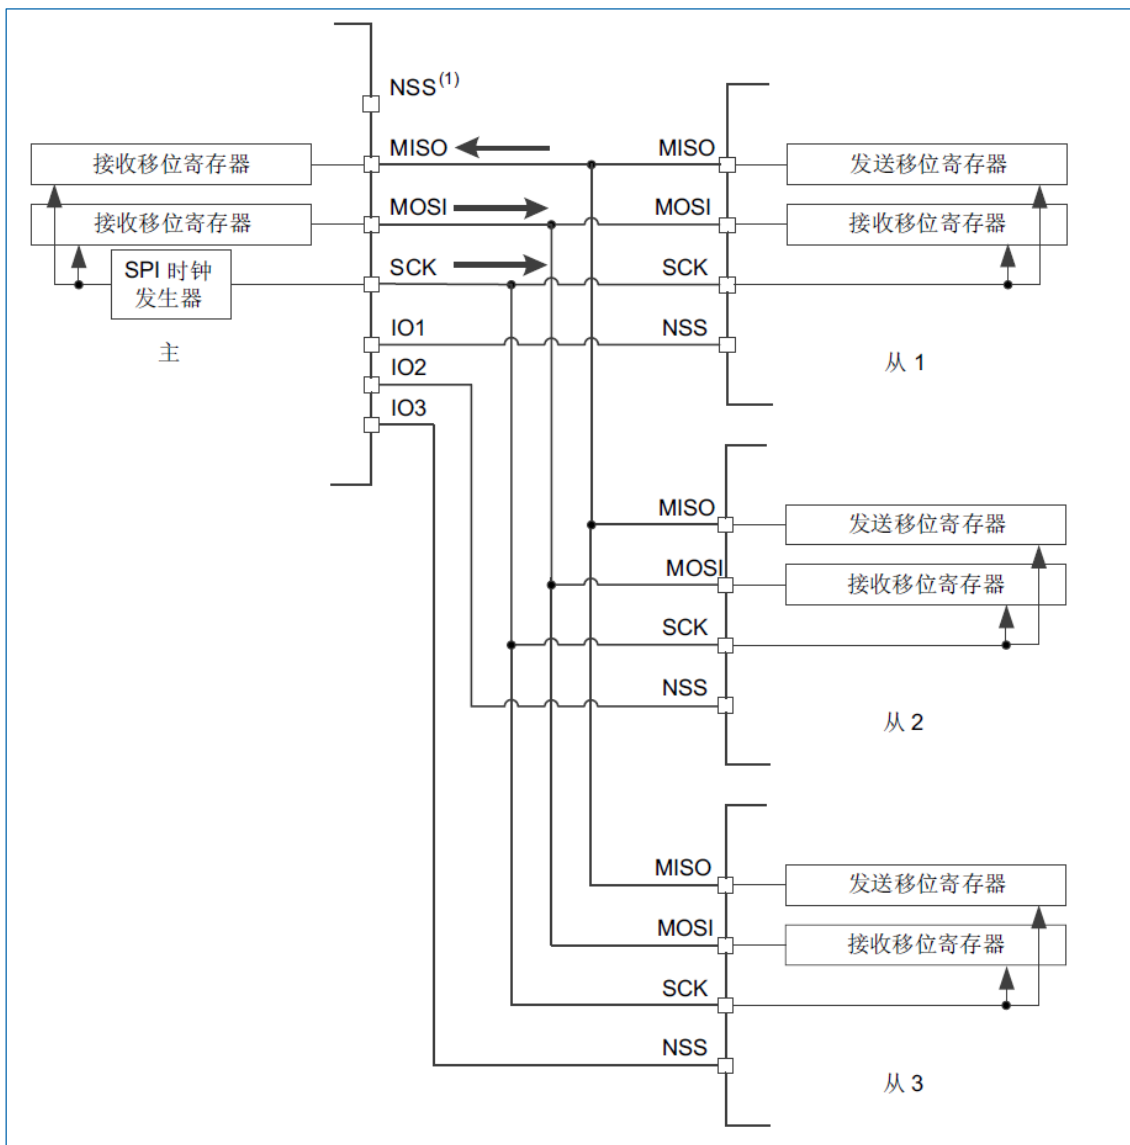 NSS(1)
MISO
MISO
接收移位寄存器
发送移位寄存器
MOSI
MOSI
接收移位寄存器
接收移位寄存器
SPI 时钟
发生器
SCK
SCK
IO1
NSS
主
从 1
IO2
IO3
MISO
发送移位寄存器
MOSI
接收移位寄存器
SCK
NSS
从 2
MISO
发送移位寄存器
MOSI
接收移位寄存器
SCK
NSS
从 3